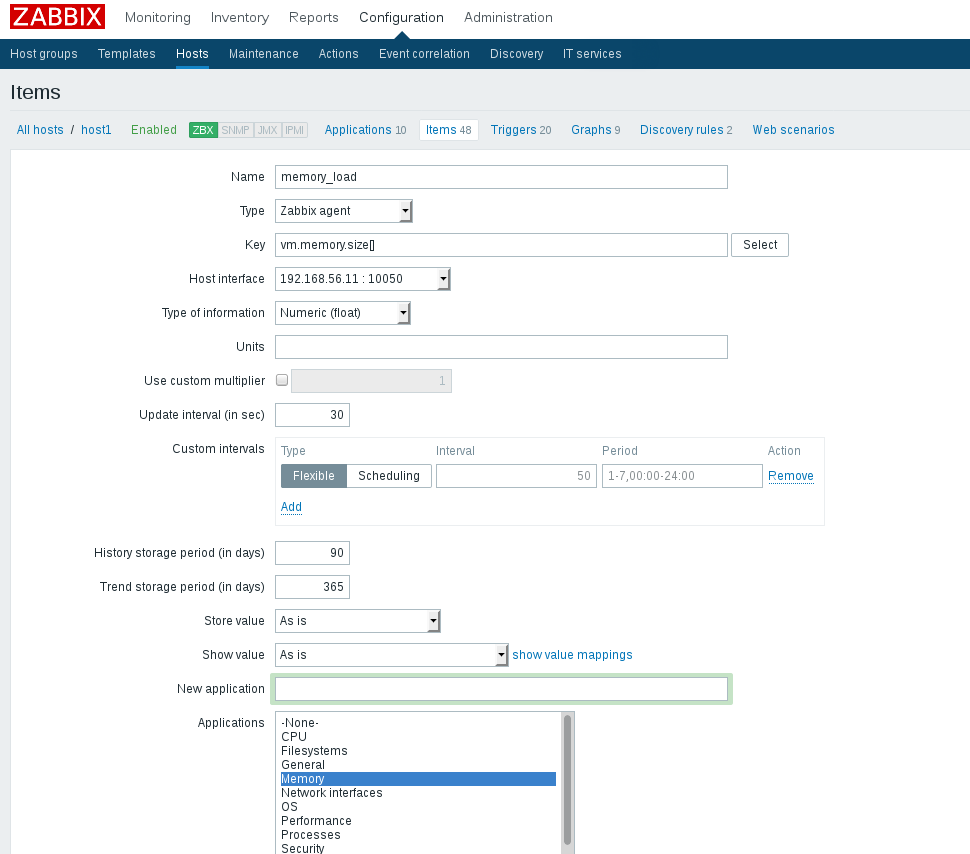 ZABBIX Monitoring Inventory Reports Configuration Administration
Host groups Templates Hosts Maintenance Actions Event correlation Discovery IT services
Items
All hosts / host1 Enabled ZBX SNMP JMX IPMI Applications 10 Items 48 Triggers 20 Graphs 9 Discovery rules 2 Web scenarios
Name memory_load
Type Zabbix agent
Key vm.memory.size[] Select
Host interface 192.168.56.11 : 10050
Type of information Numeric (float)
Units
Use custom multiplier 1
Update interval (in sec) 30
Custom intervals Type Interval Period Action
Flexible Scheduling 50 1-7,00:00-24:00 Remove
Add
History storage period (in days) 90
Trend storage period (in days) 365
Store value As is
Show value As is show value mappings
New application
Applications -None-
CPU
Filesystems
General
Memory
Network interfaces
OS
Performance
Processes
Security